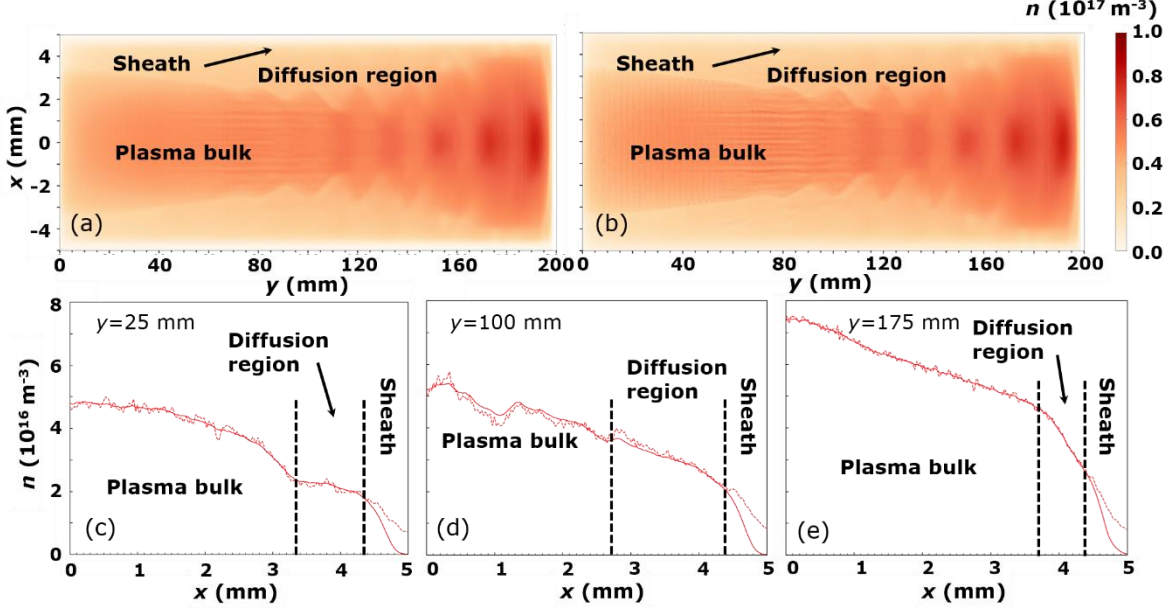 n (10¹⁷ m⁻³)
4
2
0
-2
-4
x (mm)
Sheath
Diffusion region
Plasma bulk
(a)
0
40
80
120
160
200
y (mm)
Sheath
Diffusion region
Plasma bulk
(b)
0
40
80
120
160
200
y (mm)
1.0
0.8
0.6
0.4
0.2
0.0
8
6
4
2
0
n (10¹⁶ m⁻³)
y=25 mm
Diffusion
region
Sheath
Plasma bulk
(c)
0
1
2
3
4
5
x (mm)
y=100 mm
Diffusion
region
Sheath
Plasma bulk
(d)
0
1
2
3
4
5
x (mm)
y=175 mm
Diffusion
region
Sheath
Plasma bulk
(e)
0
1
2
3
4
5
x (mm)